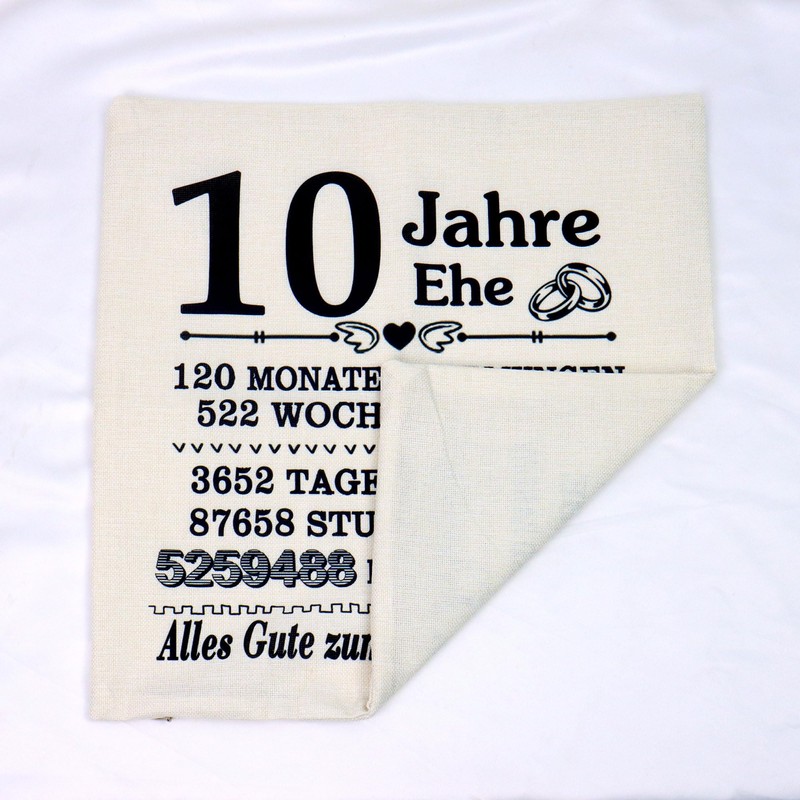 10 Jahre
Ehe
120 MONATE
522 WOCH
3652 TAGE
87658 STU
5259488
Alles Gute zum